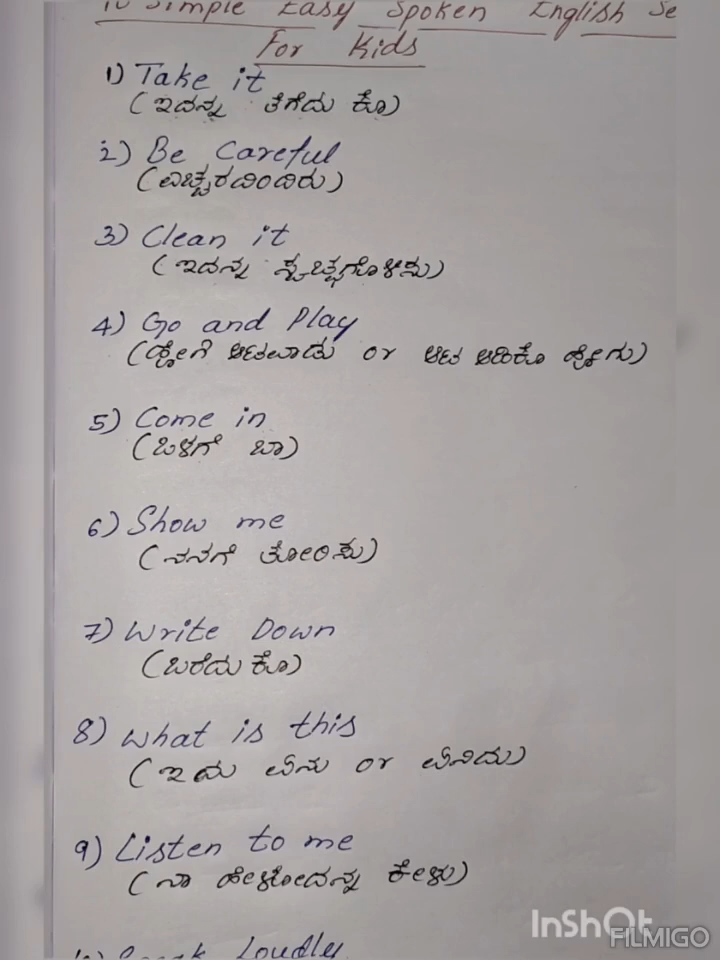 10 Simple Easy Spoken English Se
For Kids
1) Take it
(ಇದನ್ನು ತೆಗೆದು ಕೊ)
2) Be Careful
(ಎಚ್ಚರದಿಂದಿರು)
3) Clean it
(ಇದನ್ನು ಸ್ವಚ್ಛಗೊಳಿಸು)
4) Go and Play
(ಹೋಗಿ ಆಟವಾಡು or ಆಟ ಆಡಿಕೊ ಹೋಗು)
5) Come in
(ಒಳಗೆ ಬಾ)
6) Show me
(ನನಗೆ ತೋರಿಸು)
7) Write Down
(ಬರೆದು ಕೊ)
8) What is this
(ಇದು ಏನು or ಏನಿದು)
9) Listen to me
(ನಾ ಹೇಳೋದನ್ನು ಕೇಳು)
Loudly
InShOt
FILMIGO